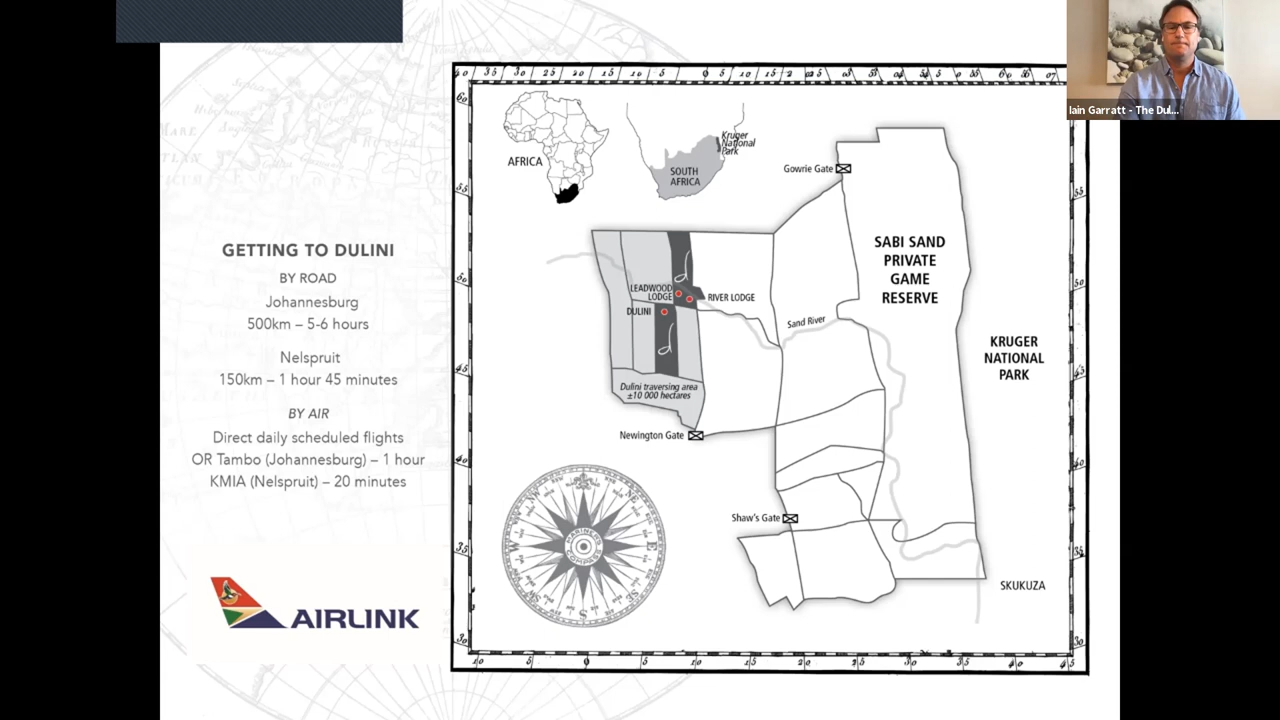 Iain Garratt - The Dul...
GETTING TO DULINI
BY ROAD
Johannesburg
500km – 5-6 hours
Nelspruit
150km – 1 hour 45 minutes
BY AIR
Direct daily scheduled flights
OR Tambo (Johannesburg) – 1 hour
KMIA (Nelspruit) – 20 minutes
AIRLINK
AFRICA
SOUTH
AFRICA
Kruger
National
Park
Gowrie Gate
SABI SAND
PRIVATE
GAME
RESERVE
LEADWOOD
LODGE
RIVER LODGE
DULINI
Sand River
KRUGER
NATIONAL
PARK
Dulini traversing area
±10 000 hectares
Newington Gate
Shaw's Gate
SKUKUZA
MARINERS
COMPASS